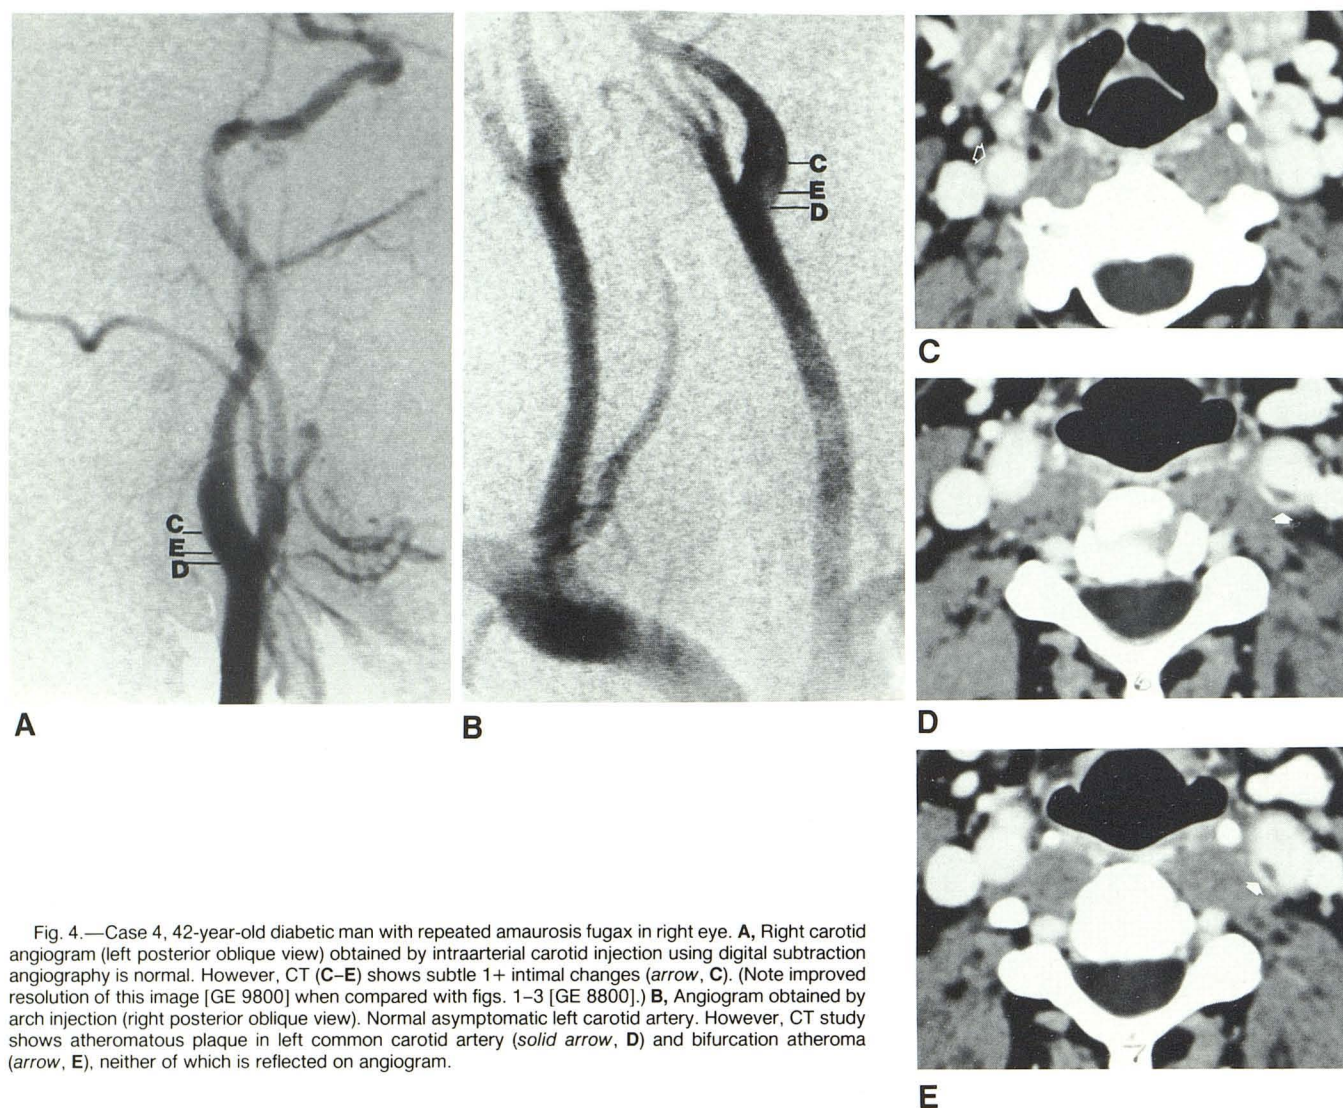 C
E
D
A
C
E
D
B
C
D
E
Fig. 4.—Case 4, 42-year-old diabetic man with repeated amaurosis fugax in right eye. A, Right carotid
angiogram (left posterior oblique view) obtained by intraarterial carotid injection using digital subtraction
angiography is normal. However, CT (C–E) shows subtle 1+ intimal changes (arrow, C). (Note improved
resolution of this image [GE 9800] when compared with figs. 1–3 [GE 8800].) B, Angiogram obtained by
arch injection (right posterior oblique view). Normal asymptomatic left carotid artery. However, CT study
shows atheromatous plaque in left common carotid artery (solid arrow, D) and bifurcation atheroma
(arrow, E), neither of which is reflected on angiogram.